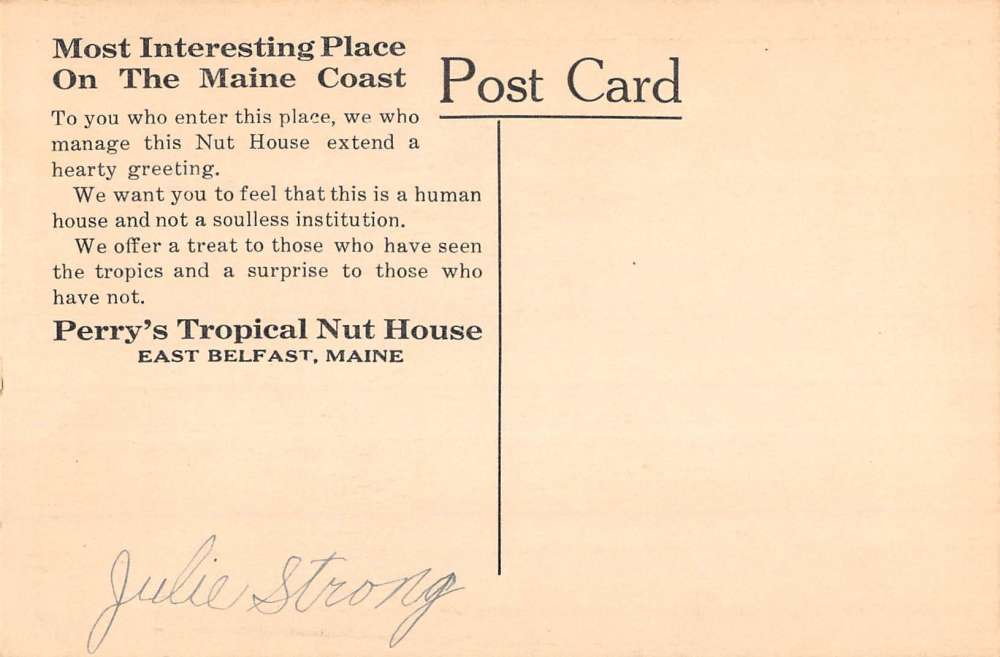 Most Interesting Place
On The Maine Coast
Post Card
To you who enter this place, we who
manage this Nut House extend a
hearty greeting.
We want you to feel that this is a human
house and not a soulless institution.
We offer a treat to those who have seen
the tropics and a surprise to those who
have not.
Perry's Tropical Nut House
EAST BELFAST, MAINE
Julie Strong